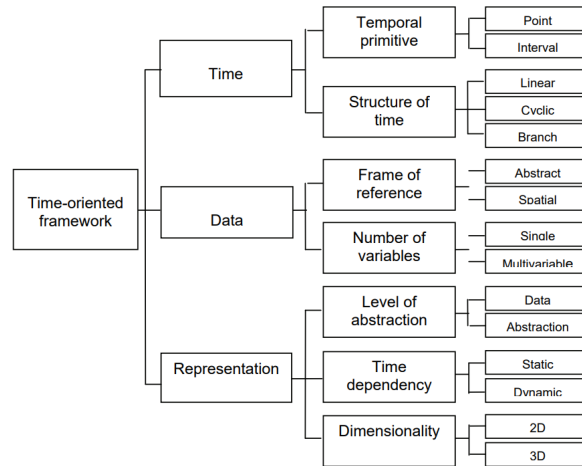 Time-oriented
framework
Time
Temporal
primitive
Point
Interval
Structure of
time
Linear
Cyclic
Branch
Data
Frame of
reference
Abstract
Spatial
Number of
variables
Single
Multivariable
Representation
Level of
abstraction
Data
Abstraction
Time
dependency
Static
Dynamic
Dimensionality
2D
3D